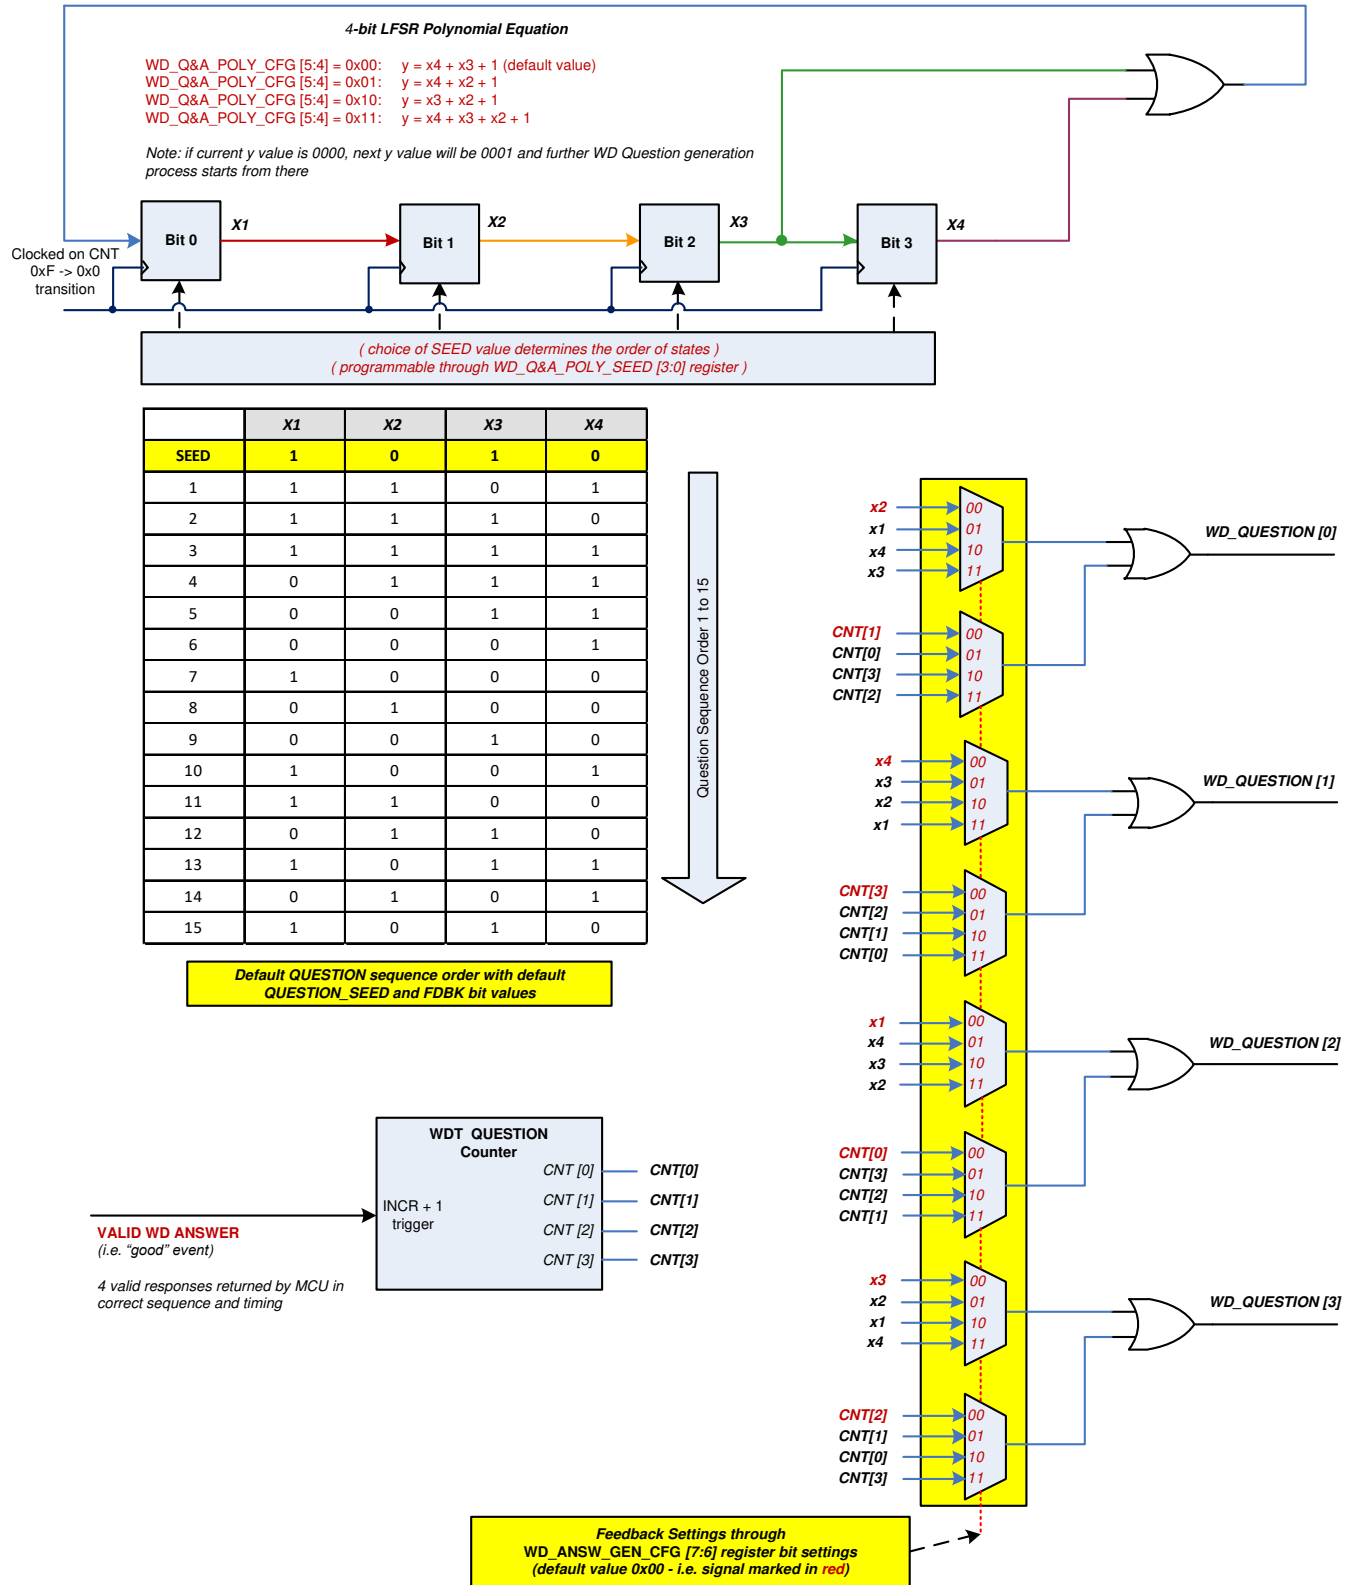 4-bit LFSR Polynomial Equation
WD_Q&A_POLY_CFG [5:4] = 0x00: y = x4 + x3 + 1 (default value)
WD_Q&A_POLY_CFG [5:4] = 0x01: y = x4 + x2 + 1
WD_Q&A_POLY_CFG [5:4] = 0x10: y = x3 + x2 + 1
WD_Q&A_POLY_CFG [5:4] = 0x11: y = x4 + x3 + x2 + 1
Note: if current y value is 0000, next y value will be 0001 and further WD Question generation
process starts from there
Bit 0 X1 Bit 1 X2 Bit 2 X3 Bit 3 X4
Clocked on CNT
0xF -> 0x0
transition
( choice of SEED value determines the order of states )
( programmable through WD_Q&A_POLY_SEED [3:0] register )
X1 X2 X3 X4
SEED 1 0 1 0
1 1 1 0 1
2 1 1 1 0
3 1 1 1 1
4 0 1 1 1
5 0 0 1 1
6 0 0 0 1
7 1 0 0 0
8 0 1 0 0
9 0 0 1 0
10 1 0 0 1
11 1 1 0 0
12 0 1 1 0
13 1 0 1 1
14 0 1 0 1
15 1 0 1 0
Question Sequence Order 1 to 15
Default QUESTION sequence order with default
QUESTION_SEED and FDBK bit values
WDT QUESTION
Counter
INCR + 1
trigger
CNT [0] CNT[0]
CNT [1] CNT[1]
CNT [2] CNT[2]
CNT [3] CNT[3]
VALID WD ANSWER
(i.e. “good” event)
4 valid responses returned by MCU in
correct sequence and timing
x2 00
x1 01
x4 10
x3 11
WD_QUESTION [0]
CNT[1] 00
CNT[0] 01
CNT[3] 10
CNT[2] 11
x4 00
x3 01
x2 10
x1 11
WD_QUESTION [1]
CNT[3] 00
CNT[2] 01
CNT[1] 10
CNT[0] 11
x1 00
x4 01
x3 10
x2 11
WD_QUESTION [2]
CNT[0] 00
CNT[3] 01
CNT[2] 10
CNT[1] 11
x3 00
x2 01
x1 10
x4 11
WD_QUESTION [3]
CNT[2] 00
CNT[1] 01
CNT[0] 10
CNT[3] 11
Feedback Settings through
WD_ANSW_GEN_CFG [7:6] register bit settings
(default value 0x00 - i.e. signal marked in red)